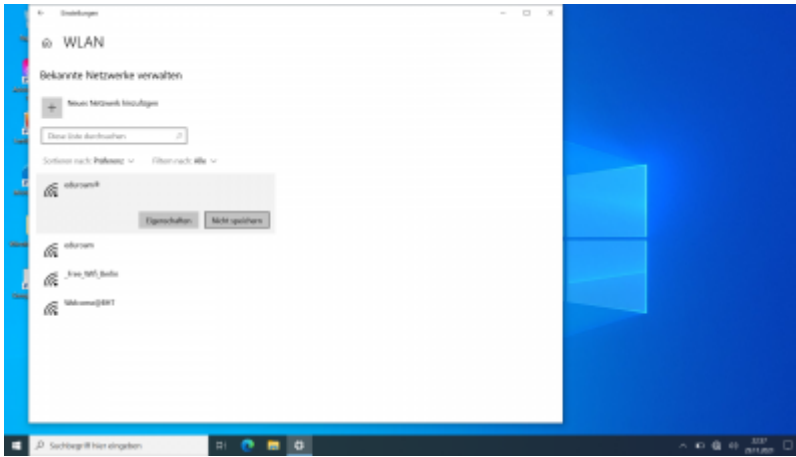 Einstellungen
WLAN
Bekannte Netzwerke verwalten
Neues Netzwerk hinzufügen
Diese Liste durchsuchen
Sortieren nach: Präferenz Filtern nach: Alle
eduroam®
Eigenschaften Nicht speichern
eduroam
_Free_Wifi_Berlin
Welcome@BHT
Suchbegriff hier eingeben